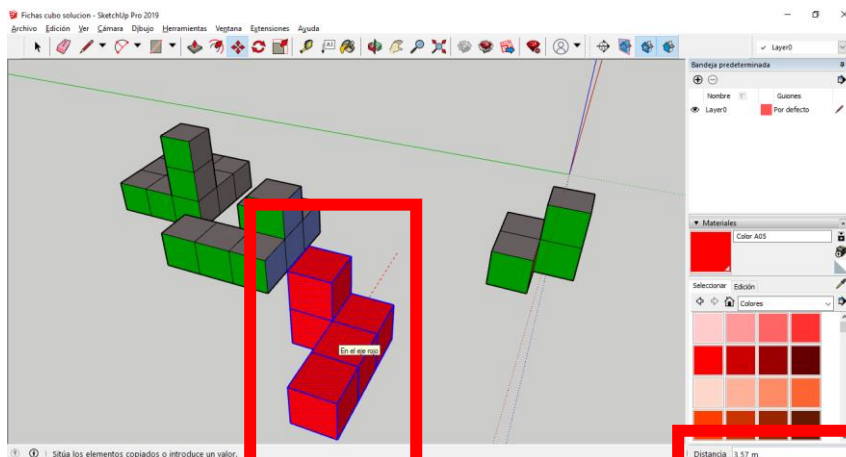 Fichas cubo solucion - SketchUp Pro 2019
Archivo Edición Ver Cámara Dibujo Herramientas Ventana Extensiones Ayuda
Layer0
Bandeja predeterminada
Nombre Guiones
Layer0 Por defecto
Materiales
Color A05
Seleccionar Edición
Colores
En el eje rojo
Sitúa los elementos copiados o introduce un valor.
Distancia 3.57 m